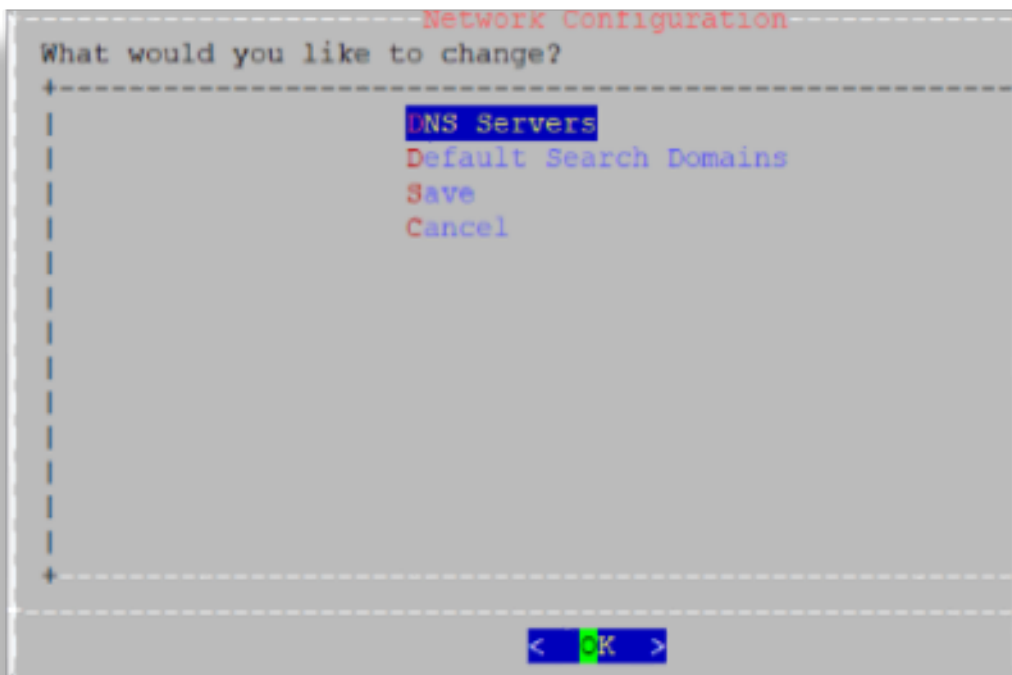 Network Configuration
What would you like to change?
DNS Servers
Default Search Domains
Save
Cancel
< OK >